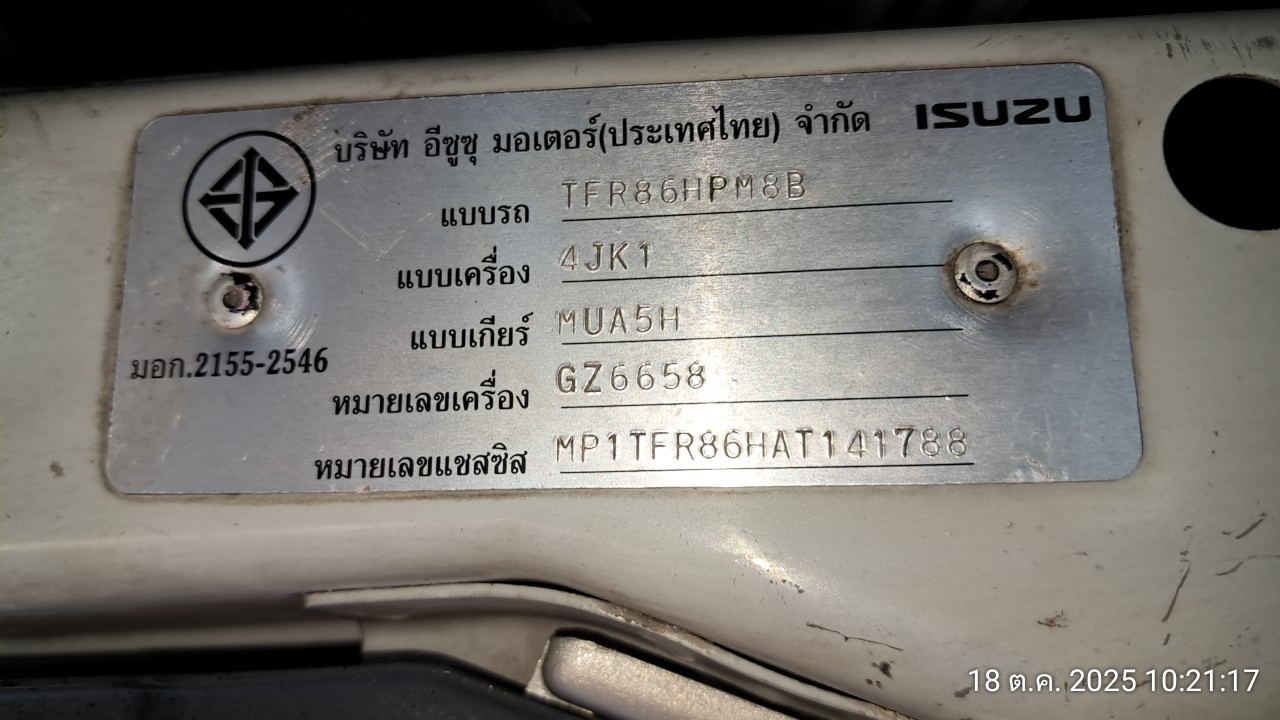 บริษัท อีซูซุ มอเตอร์(ประเทศไทย) จำกัด ISUZU
แบบรถ TFR86HPM8B
แบบเครื่อง 4JK1
แบบเกียร์ MUA5H
มอก.2155-2546
หมายเลขเครื่อง GZ6658
หมายเลขแชสซิส MP1TFR86HAT141788
18 ต.ค. 2025 10:21:17